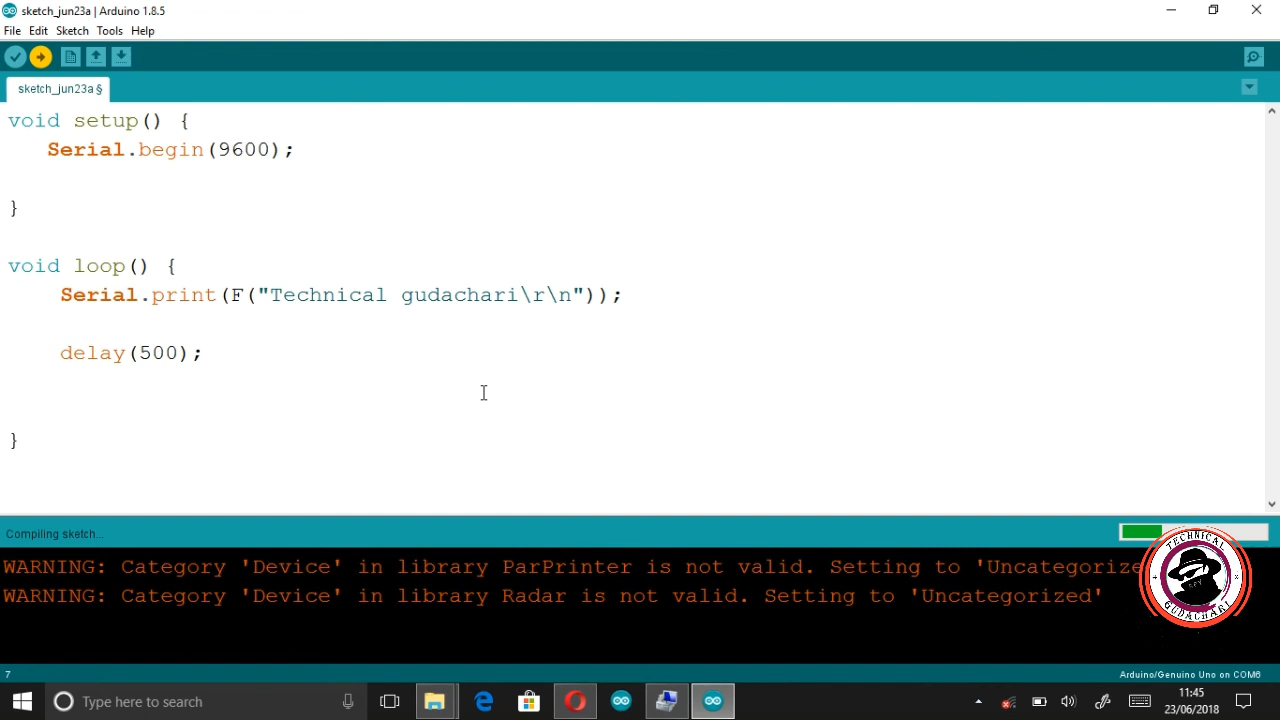 sketch_jun23a | Arduino 1.8.5
File Edit Sketch Tools Help
sketch_jun23a §
void setup() {
Serial.begin(9600);
}
void loop() {
Serial.print(F("Technical gudachari\r\n"));
delay(500);
}
Compiling sketch...
WARNING: Category 'Device' in library ParPrinter is not valid. Setting to 'Uncategorize
WARNING: Category 'Device' in library Radar is not valid. Setting to 'Uncategorized'
TECHNICAL
SPY
GUDACHARI
7
Arduino/Genuino Uno on COM6
Type here to search
11:45
23/06/2018